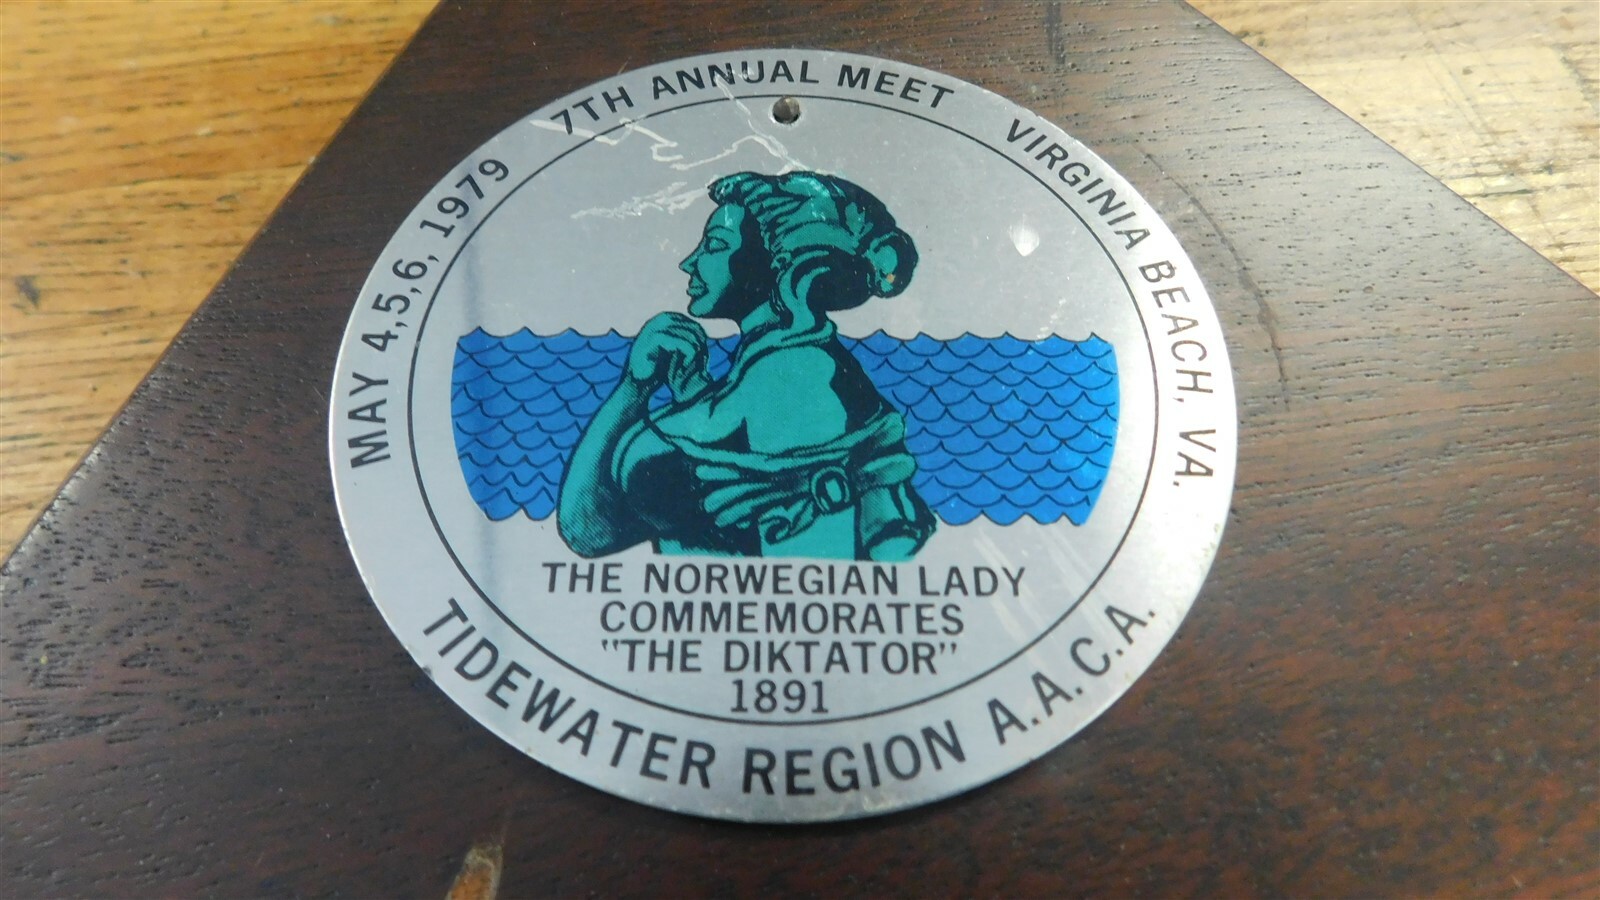 MAY 4,5,6, 1979 7TH ANNUAL MEET VIRGINIA BEACH, VA.
THE NORWEGIAN LADY
COMMEMORATES
"THE DIKTATOR"
1891
TIDEWATER REGION A.A.C.A.